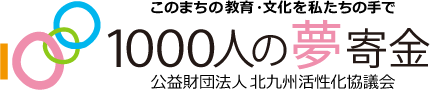 このまちの教育・文化を私たちの手で
1000人の夢寄金
公益財団法人 北九州活性化協議会